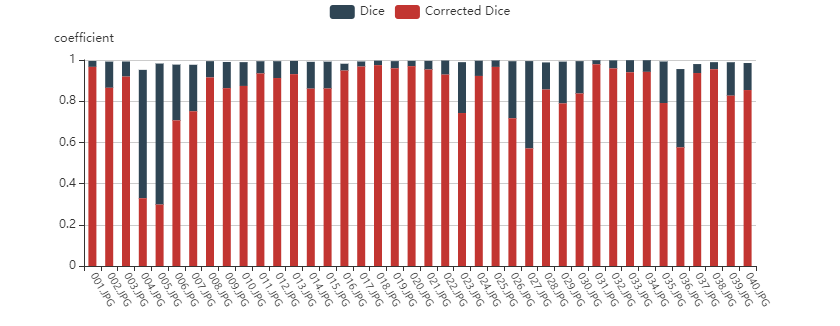 Dice Corrected Dice
coefficient
1
0.8
0.6
0.4
0.2
0
001.JPG 002.JPG 003.JPG 004.JPG 005.JPG 006.JPG 007.JPG 008.JPG 009.JPG 010.JPG 011.JPG 012.JPG 013.JPG 014.JPG 015.JPG 016.JPG 017.JPG 018.JPG 019.JPG 020.JPG 021.JPG 022.JPG 023.JPG 024.JPG 025.JPG 026.JPG 027.JPG 028.JPG 029.JPG 030.JPG 031.JPG 032.JPG 033.JPG 034.JPG 035.JPG 036.JPG 037.JPG 038.JPG 039.JPG 040.JPG